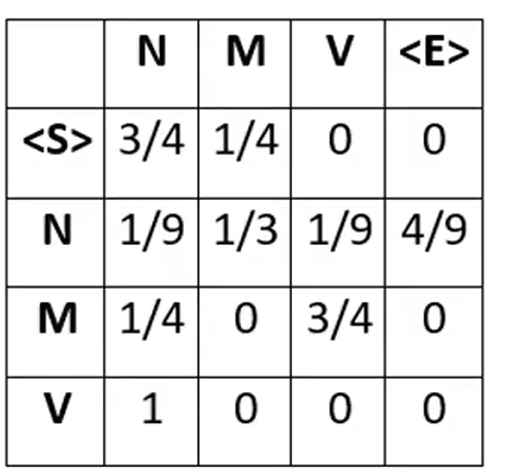 N M V <E>
<S> 3/4 1/4 0 0
N 1/9 1/3 1/9 4/9
M 1/4 0 3/4 0
V 1 0 0 0